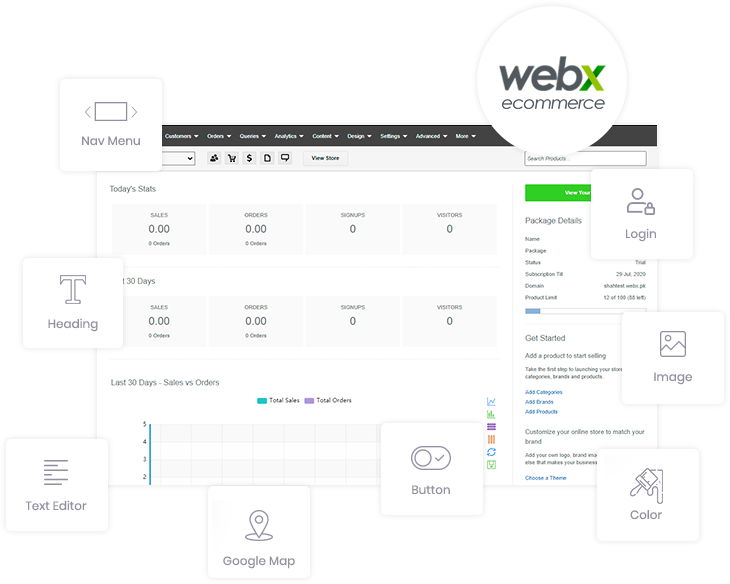 webx
ecommerce
Nav Menu
Customers Orders Queries Analytics Content Design Settings Advanced More
View Store
Search Products...
Today's Stats
SALES ORDERS SIGNUPS VISITORS
0.00 0.00 0 0
0 Orders 0 Orders
30 Days
SALES ORDERS SIGNUPS VISITORS
0.00 0.00 0 0
0 Orders 0 Orders
Last 30 Days - Sales vs Orders
Total Sales Total Orders
5
4
3
2
View Your
Package Details
Name
Package
Status Trial
Subscription Till 29 Jul, 2020
Domain shahtest.webx.pk
Product Limit 12 of 100 (88 left)
Get Started
Add a product to start selling
Take the first step to launching your store
categories, brands and products.
Add Categories
Add Brands
Add Products
Customize your online store to match your
brand
Add your own logo, brand
else that makes your business
Choose a Theme
Login
Heading
Image
Text Editor
Button
Google Map
Color